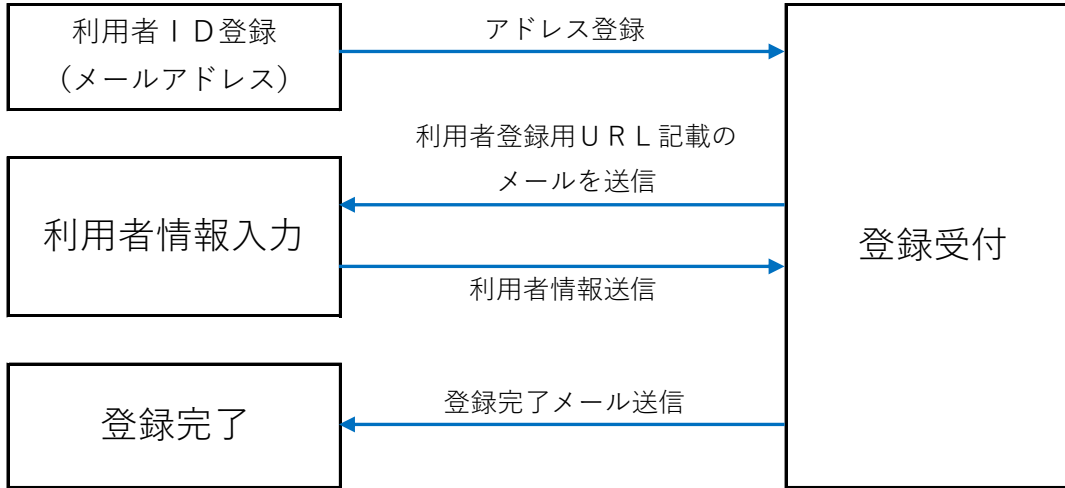 利用者ＩＤ登録
（メールアドレス）
アドレス登録
利用者登録用ＵＲＬ記載の
メールを送信
利用者情報入力
利用者情報送信
登録受付
登録完了
登録完了メール送信